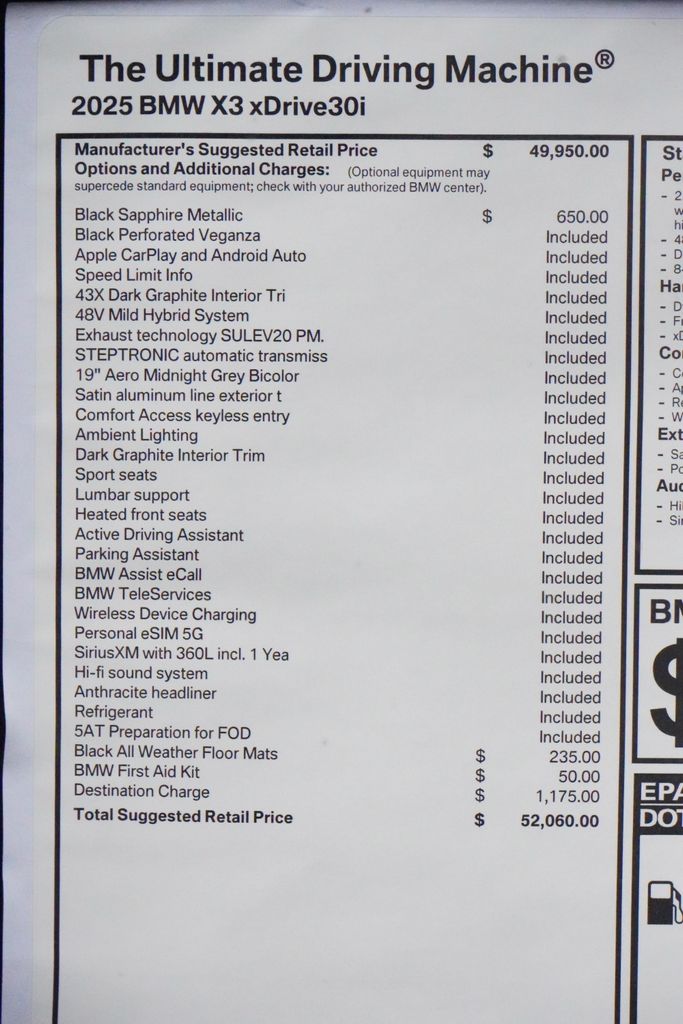 The Ultimate Driving Machine®
2025 BMW X3 xDrive30i
Manufacturer's Suggested Retail Price $ 49,950.00
Options and Additional Charges: (Optional equipment may
supercede standard equipment; check with your authorized BMW center).
Black Sapphire Metallic $ 650.00
Black Perforated Veganza Included
Apple CarPlay and Android Auto Included
Speed Limit Info Included
43X Dark Graphite Interior Tri Included
48V Mild Hybrid System Included
Exhaust technology SULEV20 PM. Included
STEPTRONIC automatic transmiss Included
19" Aero Midnight Grey Bicolor Included
Satin aluminum line exterior t Included
Comfort Access keyless entry Included
Ambient Lighting Included
Dark Graphite Interior Trim Included
Sport seats Included
Lumbar support Included
Heated front seats Included
Active Driving Assistant Included
Parking Assistant Included
BMW Assist eCall Included
BMW TeleServices Included
Wireless Device Charging Included
Personal eSIM 5G Included
SiriusXM with 360L incl. 1 Yea Included
Hi-fi sound system Included
Anthracite headliner Included
Refrigerant Included
5AT Preparation for FOD Included
Black All Weather Floor Mats $ 235.00
BMW First Aid Kit $ 50.00
Destination Charge $ 1,175.00
Total Suggested Retail Price $ 52,060.00
$
EPA
DOT